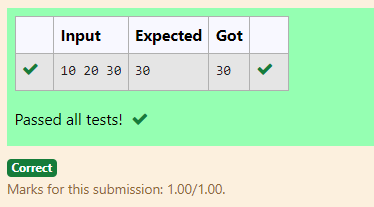 Input Expected Got
10 20 30 30 30
Passed all tests!
Correct
Marks for this submission: 1.00/1.00.